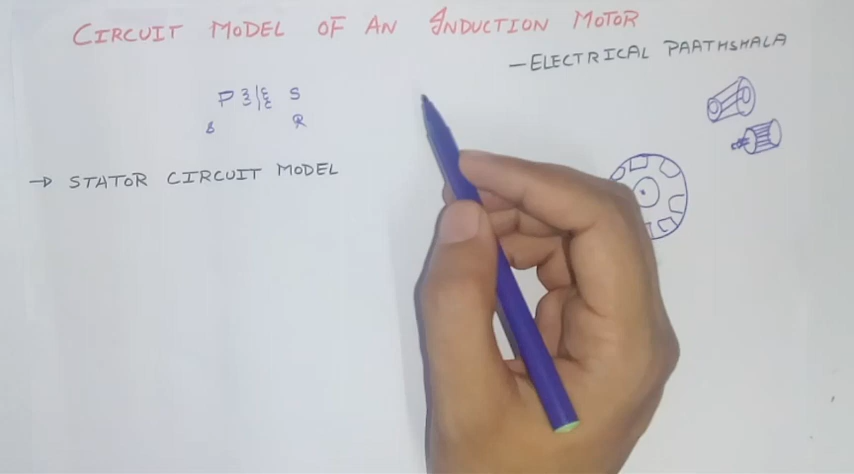 CIRCUIT MODEL OF AN INDUCTION MOTOR
—ELECTRICAL PAATHSHALA
P S
S R
→ STATOR CIRCUIT MODEL